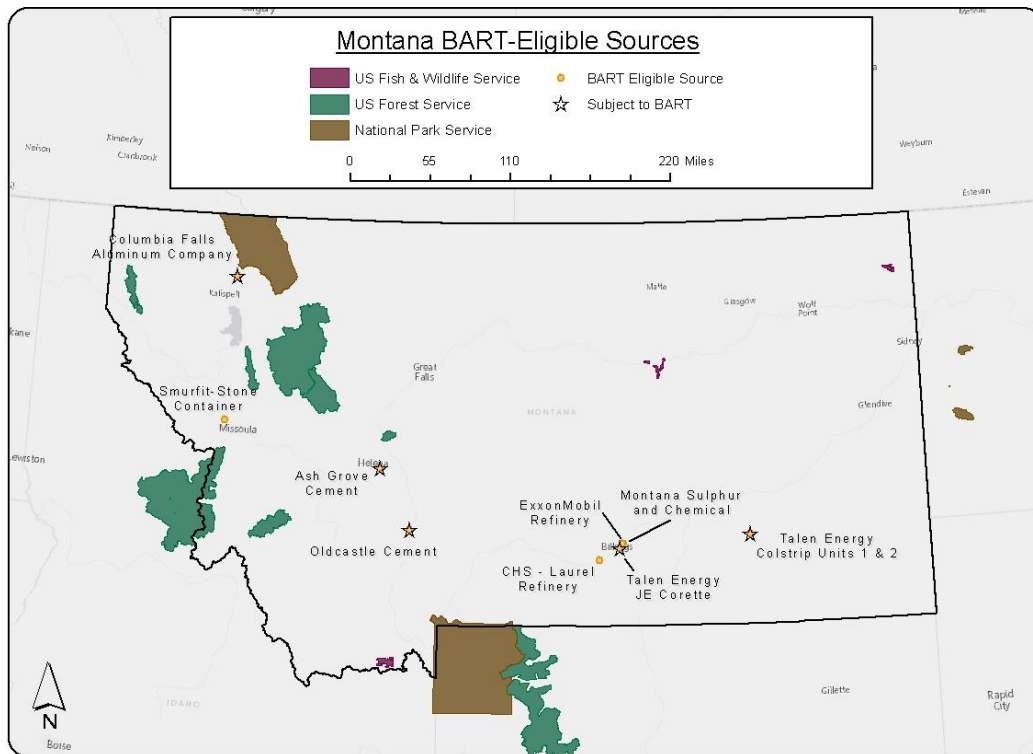 Calgary
Medicine
Montana BART-Eligible Sources
US Fish & Wildlife Service
BART Eligible Source
US Forest Service
Subject to BART
National Park Service
0 55 110 220 Miles
Kimberley
Cranbrook
Nelson
Weyburn
Estevan
Columbia Falls
Aluminum Company
Kalispell
Malta
Glasgow
Wolf
Point
kane
Sidney
Great
Falls
Smurfit-Stone
Container
MONTANA
Glendive
Missoula
Lewiston
Helena
Ash Grove
Cement
Montana Sulphur
and Chemical
ExxonMobil
Refinery
Oldcastle Cement
Billings
Talen Energy
Colstrip Units 1 & 2
CHS - Laurel
Refinery
Talen Energy
JE Corette
Gillette
Rapid
City
IDAHO
N
Boise